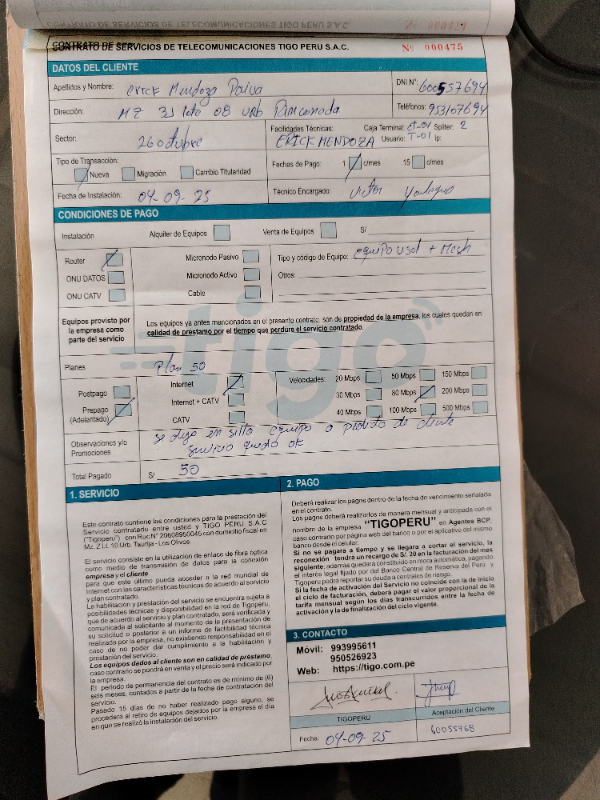 CONTRATO DE SERVICIOS DE TELECOMUNICACIONES TIGO PERU S.A.C. Nº 000475
DATOS DEL CLIENTE
Apellidos y Nombre: Erick Mendoza Paiva DNI Nº:
Dirección: Mz 3J lote 08 urb Rinconada Teléfonos:
Sector: 26 octubre
Facilidades Técnicas: Caja Terminal: CT-01 Spliter: 2
ERICK MENDOZA Usuario: T-01 Ip:
Tipo de Transacción:
Nueva Migración Cambio Titularidad
Fechas de Pago: 1 c/mes 15 c/mes
Fecha de Instalación: 04-09-25
Técnico Encargado: Victor
CONDICIONES DE PAGO
Instalación Alquiler de Equipos Venta de Equipos S/
Router Micronodo Pasivo Tipo y código de Equipo: equipo usol + Mech
ONU DATOS Micronodo Activo Otros:
ONU CATV Cable
Equipos provisto por la empresa como parte del servicio
Los equipos ya antes mencionados en el presente contrato, son de propiedad de la empresa, los cuales quedan en
calidad de prestamo por el tiempo que perdure el servicio contratado.
tigo
Planes Plan 50
Postpago
Prepago (Adelantado)
Internet
Internet + CATV
CATV
Velocidades: 20 Mbps 50 Mbps 150 Mbps
30 Mbps 80 Mbps 200 Mbps
40 Mbps 100 Mbps 500 Mbps
Observaciones y/o Promociones
se dejo en sitio equipo a pedido de cliente
servicio quedo ok
Total Pagado S/ 50
1. SERVICIO
Este contrato contiene las condiciones para la prestación del
Servicio contratado entre usted y TIGO PERU S.A.C
("Tigoperu") con Ruc:Nº 20608950045 con domicilio fiscal en
Mz. Z Lt. 10 Urb. Taurija - Los Olivos.
El servicio consiste en la utilización de enlace de fibra óptica
como medio de transmisión de datos para la conexión
empresa y el cliente
para que este último pueda acceder a la red mundial de
Internet con las características técnicas de acuerdo al servicio
y plan contratado.
La habilitación y prestación del servicio se encuentra sujeta a
posibilidades técnicas y disponibilidad en la red de Tigoperu,
que de acuerdo al servicio y plan contratado, será verificada y
comunicada al solicitante al momento de la presentación de
su solicitud o posterior a un informe de factibilidad técnica
realizada por la empresa, no existiendo responsabilidad en el
caso de no poder dar cumplimiento a la habilitación y
prestación del servicio.
Los equipos dados al cliente son en calidad de préstamo,
caso contrario se pondrá en venta y el precio será indicado por
la empresa.
El periodo de permanencia del contrato es de mínimo de (6)
seis meses, contados a partir de la fecha de contratación del
servicio.
Pasado 15 días de no haber realizado pago alguno, se
procederá al retiro de equipos dejados por la empresa el día
en que se realizó la instalación del servicio.
2. PAGO
Deberá realizar los pagos dentro de la fecha de vencimiento señalada
en el contrato.
Los pagos deberá realizarlos de manera mensual y anticipada con el
nombre de la empresa "TIGOPERU" en Agentes BCP,
caso contrario por página web del banco o por el aplicativo del mismo
banco desde el celular.
Si no se pagara a tiempo y se llegara a cortar el servicio, la
reconexión tendra un recargo de S/. 20 en la facturación del mes
siguiente, además quedará constituido en mora automática, pagando
el interés legal fijado por del Banco Central de Reserva del Peru y
Tigoperu podrá reportar su deuda a centrales de riesgo.
Si la fecha de activación del Servicio no coincide con la de inicio
del ciclo de facturación, deberá pagar el valor proporcional de la
tarifa mensual según los días transcurridos entre la fecha de
activación y la de finalización del ciclo vigente.
3. CONTACTO
Móvil: 993995611
950526923
Web: https://tigo.com.pe
TIGOPERU Aceptación del Cliente
Fecha: 04-09-25 60055768